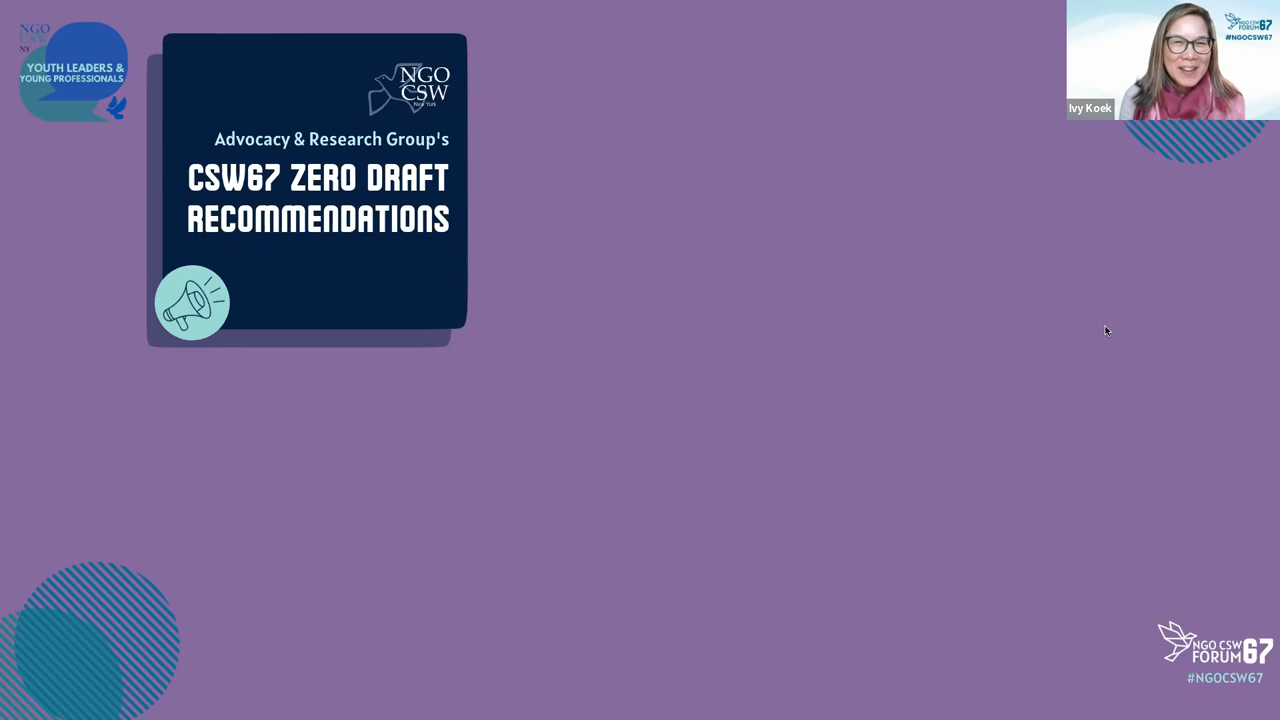 NGO
CSW
NY
YOUTH LEADERS &
YOUNG PROFESSIONALS
NGO
CSW
New York
Advocacy & Research Group's
CSW67 ZERO DRAFT
RECOMMENDATIONS
NGO CSW
FORUM67
#NGOCSW67
Ivy Koek
NGO CSW
FORUM67
#NGOCSW67